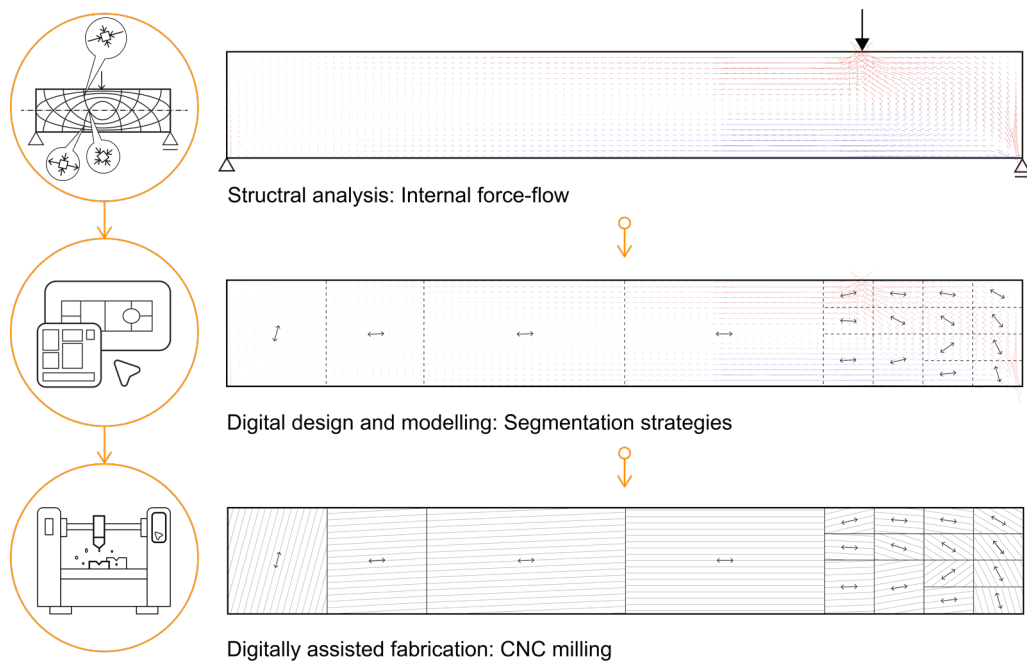 Structral analysis: Internal force-flow
Digital design and modelling: Segmentation strategies
Digitally assisted fabrication: CNC milling